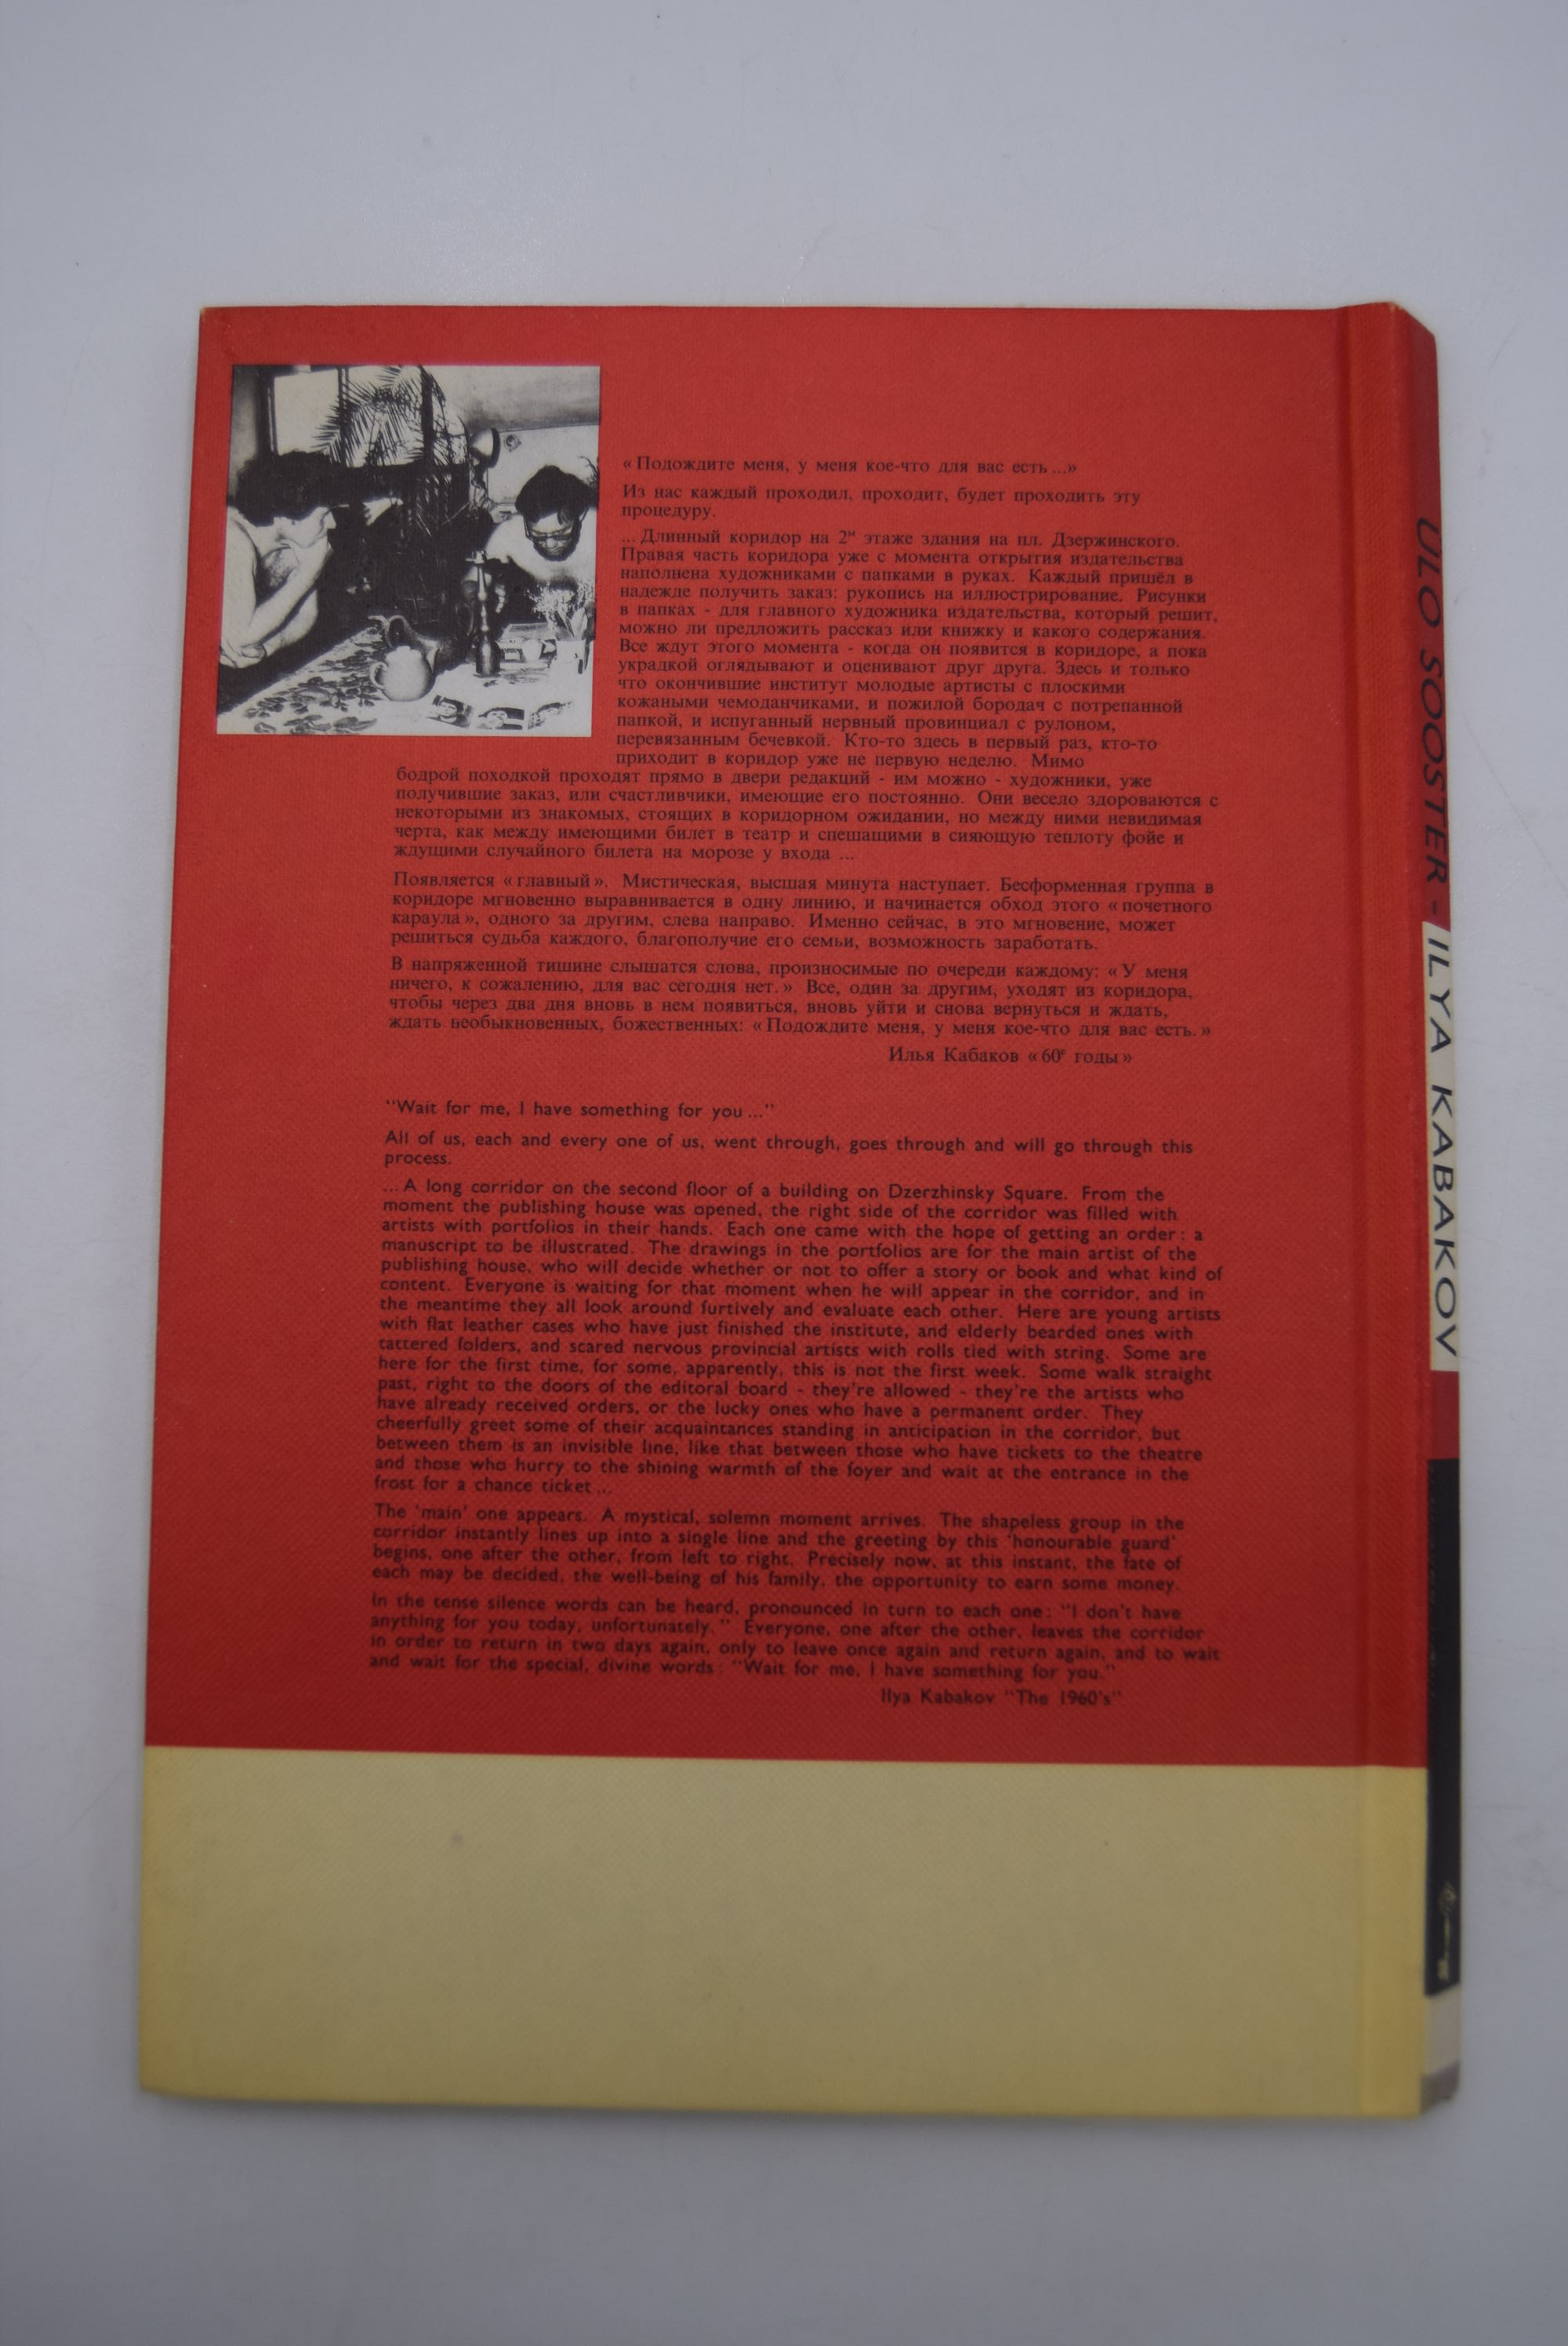 «Подождите меня, у меня кое-что для вас есть ...»
Из нас каждый проходил, проходит, будет проходить эту
процедуру.
... Длинный коридор на 2м этаже здания на пл. Дзержинского.
Правая часть коридора уже с момента открытия издательства
наполнена художниками с папками в руках. Каждый пришёл в
надежде получить заказ: рукопись на иллюстрирование. Рисунки
в папках - для главного художника издательства, который решит,
можно ли предложить рассказ или книжку и какого содержания.
Все ждут этого момента - когда он появится в коридоре, а пока
украдкой оглядывают и оценивают друг друга. Здесь и только
что окончившие институт молодые артисты с плоскими
кожаными чемоданчиками, и пожилой бородач с потрепанной
папкой, и испуганный нервный провинциал с рулоном,
перевязанным бечевкой. Кто-то здесь в первый раз, кто-то
приходит в коридор уже не первую неделю. Мимо
бодрой походкой проходят прямо в двери редакций - им можно - художники, уже
получившие заказ, или счастливчики, имеющие его постоянно. Они весело здороваются с
некоторыми из знакомых, стоящих в коридорном ожидании, но между ними невидимая
черта, как между имеющими билет в театр и спешащими в сияющую теплоту фойе и
ждущими случайного билета на морозе у входа ...
Появляется «главный». Мистическая, высшая минута наступает. Бесформенная группа в
коридоре мгновенно выравнивается в одну линию, и начинается обход этого «почетного
караула», одного за другим, слева направо. Именно сейчас, в это мгновение, может
решиться судьба каждого, благополучие его семьи, возможность заработать.
В напряженной тишине слышатся слова, произносимые по очереди каждому: «У меня
ничего, к сожалению, для вас сегодня нет.» Все, один за другим, уходят из коридора,
чтобы через два дня вновь в нем появиться, вновь уйти и снова вернуться и ждать,
ждать необыкновенных, божественных: «Подождите меня, у меня кое-что для вас есть.»
Илья Кабаков «60е годы»
"Wait for me, I have something for you ..."
All of us, each and every one of us, went through, goes through and will go through this
process.
... A long corridor on the second floor of a building on Dzerzhinsky Square. From the
moment the publishing house was opened, the right side of the corridor was filled with
artists with portfolios in their hands. Each one came with the hope of getting an order : a
manuscript to be illustrated. The drawings in the portfolios are for the main artist of the
publishing house, who will decide whether or not to offer a story or book and what kind of
content. Everyone is waiting for that moment when he will appear in the corridor, and in
the meantime they all look around furtively and evaluate each other. Here are young artists
with flat leather cases who have just finished the institute, and elderly bearded ones with
tattered folders, and scared nervous provincial artists with rolls tied with string. Some are
here for the first time, for some, apparently, this is not the first week. Some walk straight
past, right to the doors of the editoral board - they're allowed - they're the artists who
have already received orders, or the lucky ones who have a permanent order. They
cheerfully greet some of their acquaintances standing in anticipation in the corridor, but
between them is an invisible line, like that between those who have tickets to the theatre
and those who hurry to the shining warmth of the foyer and wait at the entrance in the
frost for a chance ticket ...
The 'main' one appears. A mystical, solemn moment arrives. The shapeless group in the
corridor instantly lines up into a single line and the greeting by this 'honourable guard'
begins, one after the other, from left to right. Precisely now, at this instant, the fate of
each may be decided, the well-being of his family, the opportunity to earn some money.
In the tense silence words can be heard, pronounced in turn to each one : "I don't have
anything for you today, unfortunately." Everyone, one after the other, leaves the corridor
in order to return in two days again, only to leave once again and return again, and to wait
and wait for the special, divine words : "Wait for me, I have something for you."
Ilya Kabakov "The 1960's"
ÜLO SOOSTER - ILYA KABAKOV